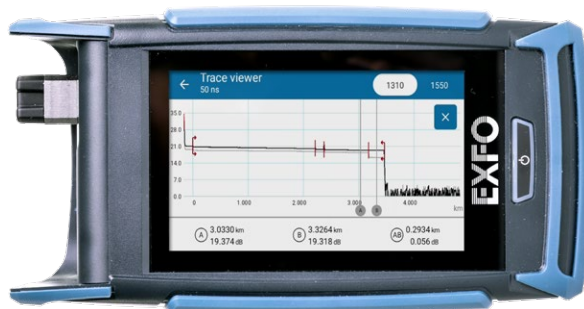 Trace viewer
50 ns
1310 1550
35.0
28.0
21.0
14.0
7.0
0 1.000 2.000 3.000 4.000
km
A B
A 3.0330 km
19.374 dB
B 3.3264 km
19.318 dB
AB 0.2934 km
0.056 dB
EXFO